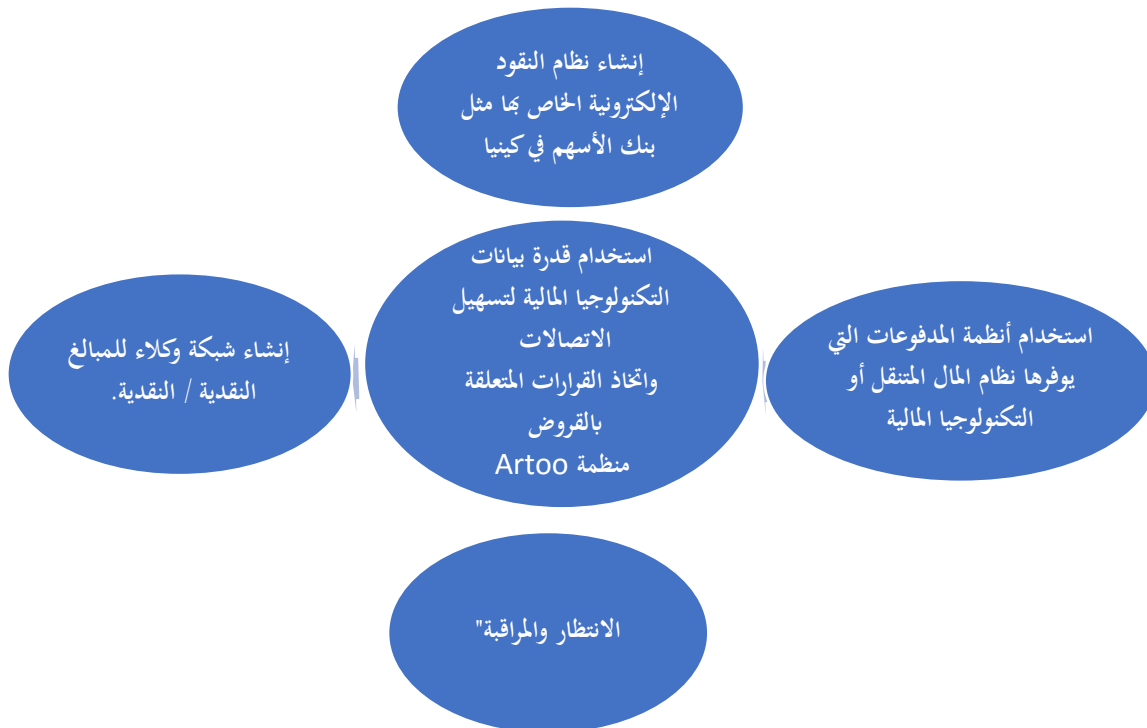 إنشاء نظام النقود
الإلكترونية الخاص بها مثل
بنك الأسهم في كينيا
استخدام أنظمة المدفوعات التي
يوفرها نظام المال المتنقل أو
التكنولوجيا المالية
استخدام قدرة بيانات
التكنولوجيا المالية لتسهيل
الاتصالات
واتخاذ القرارات المتعلقة
بالقروض
منظمة Artoo
إنشاء شبكة وكلاء للمبالغ
النقدية / النقدية.
الانتظار والمراقبة"